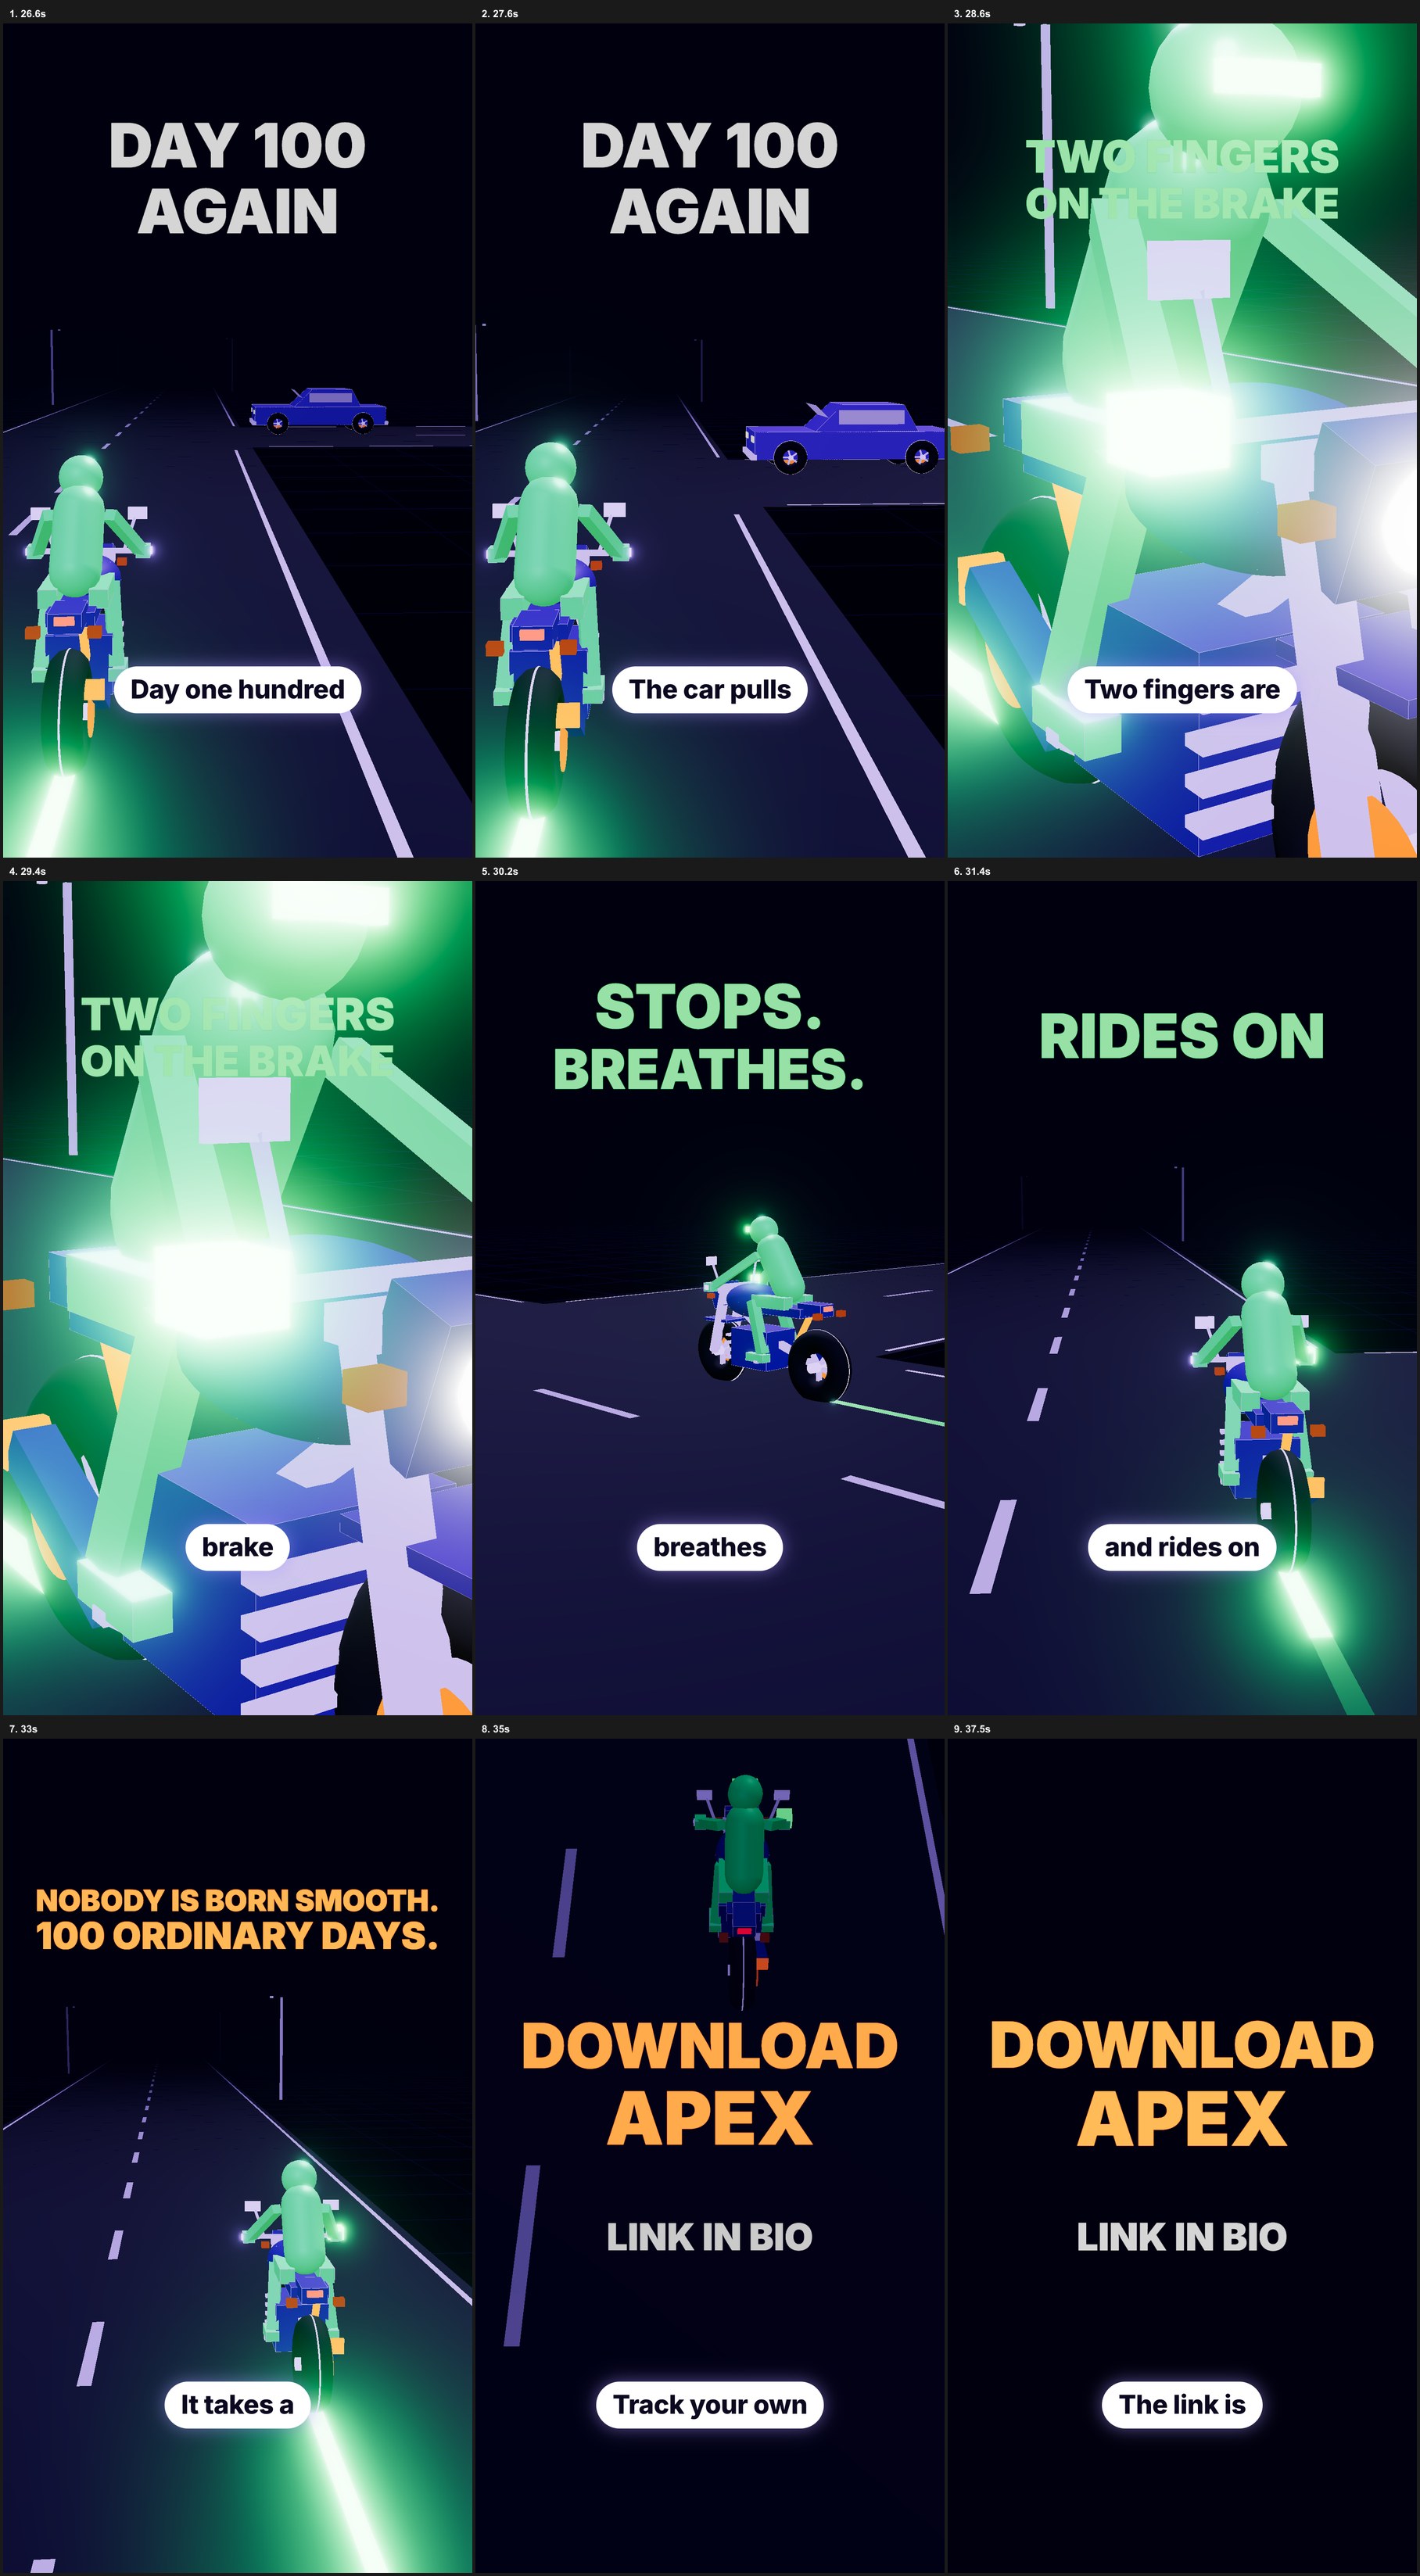 1. 26.6s
DAY 100
AGAIN
Day one hundred
2. 27.6s
DAY 100
AGAIN
The car pulls
3. 28.6s
TWO FINGERS
ON THE BRAKE
Two fingers are
4. 29.4s
TWO FINGERS
ON THE BRAKE
brake
5. 30.2s
STOPS.
BREATHES.
breathes
6. 31.4s
RIDES ON
and rides on
7. 33s
NOBODY IS BORN SMOOTH.
100 ORDINARY DAYS.
It takes a
8. 35s
DOWNLOAD
APEX
LINK IN BIO
Track your own
9. 37.5s
DOWNLOAD
APEX
LINK IN BIO
The link is